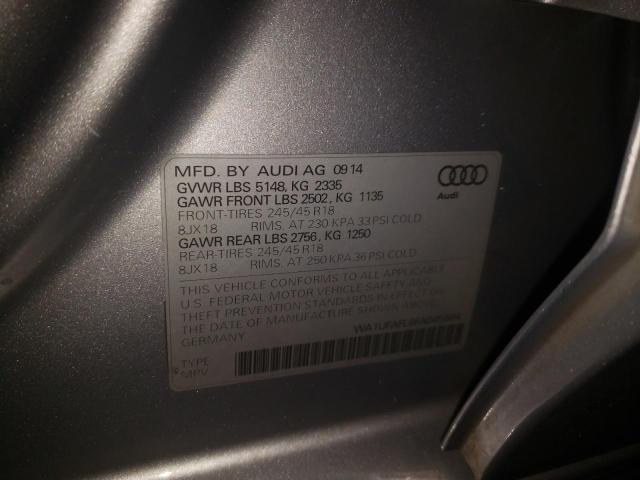 MFD. BY AUDI AG 09 14
GVWR LBS 5148, KG 2335
GAWR FRONT LBS 2502, KG 1135
FRONT-TIRES 245/45 R18
8JX18 RIMS. AT 230 KPA 33 PSI COLD
GAWR REAR LBS 2756, KG 1250
REAR-TIRES 245/45 R18
8JX18 RIMS. AT 250 KPA 36 PSI COLD
THIS VEHICLE CONFORMS TO ALL APPLICABLE
U.S. FEDERAL MOTOR VEHICLE SAFETY AND
THEFT PREVENTION STANDARDS IN EFFECT ON
THE DATE OF MANUFACTURE SHOWN ABOVE.
GERMANY
TYPE
MPV
Audi